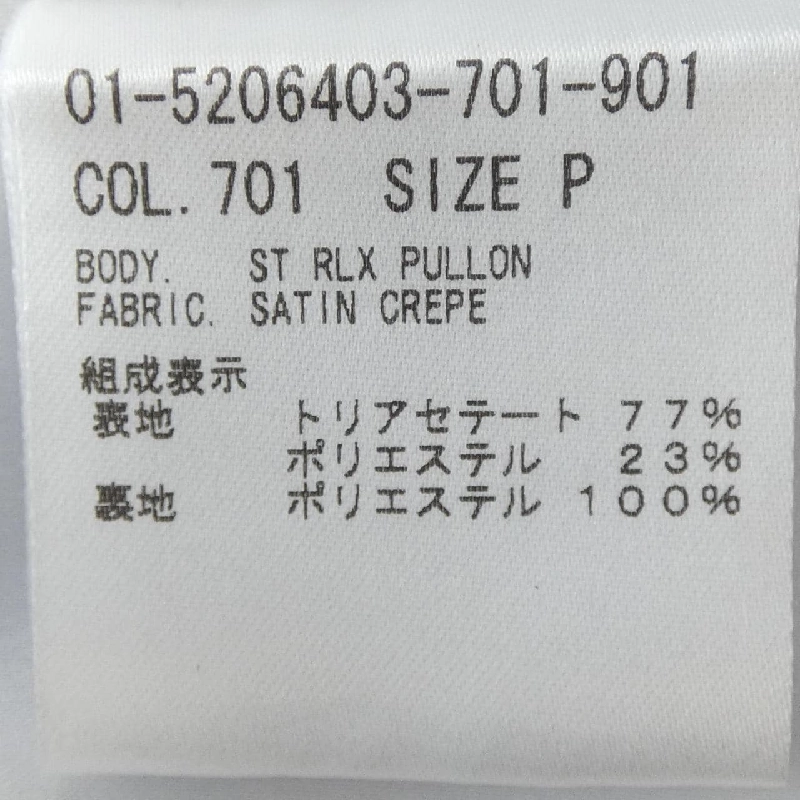 01-5206403-701-901
COL. 701 SIZE P
BODY. ST RLX PULLON
FABRIC. SATIN CREPE
組成表示
表地 トリアセテート 77%
ポリエステル 23%
裏地 ポリエステル 100%